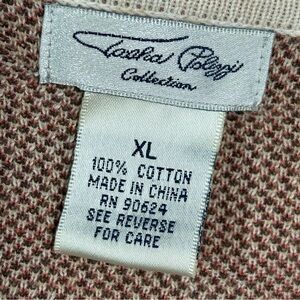 Tasha Polizzi
Collection
XL
100% COTTON
MADE IN CHINA
RN 90624
SEE REVERSE
FOR CARE